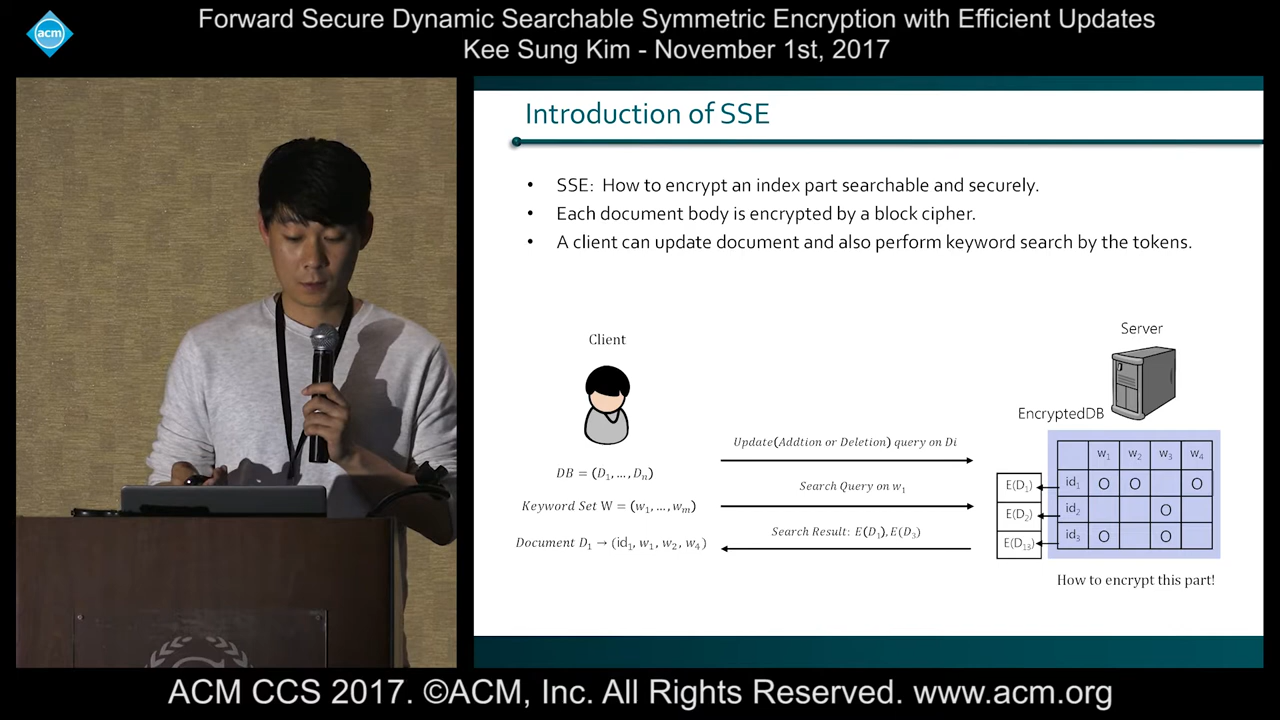 acm
Forward Secure Dynamic Searchable Symmetric Encryption with Efficient Updates
Kee Sung Kim - November 1st, 2017
Introduction of SSE
• SSE: How to encrypt an index part searchable and securely.
• Each document body is encrypted by a block cipher.
• A client can update document and also perform keyword search by the tokens.
Client
Server
EncryptedDB
DB = (D₁, ..., Dₙ)
Keyword Set W = (w₁, ..., wₘ)
Document D₁ → (id₁, w₁, w₂, w₄)
Update(Addtion or Deletion) query on Di
Search Query on w₁
Search Result: E(D₁), E(D₃)
w₁ w₂ w₃ w₄
E(D₁) id₁ O O O
E(D₂) id₂ O
E(D₁₃) id₃ O O
How to encrypt this part!
ACM CCS 2017. ©ACM, Inc. All Rights Reserved. www.acm.org